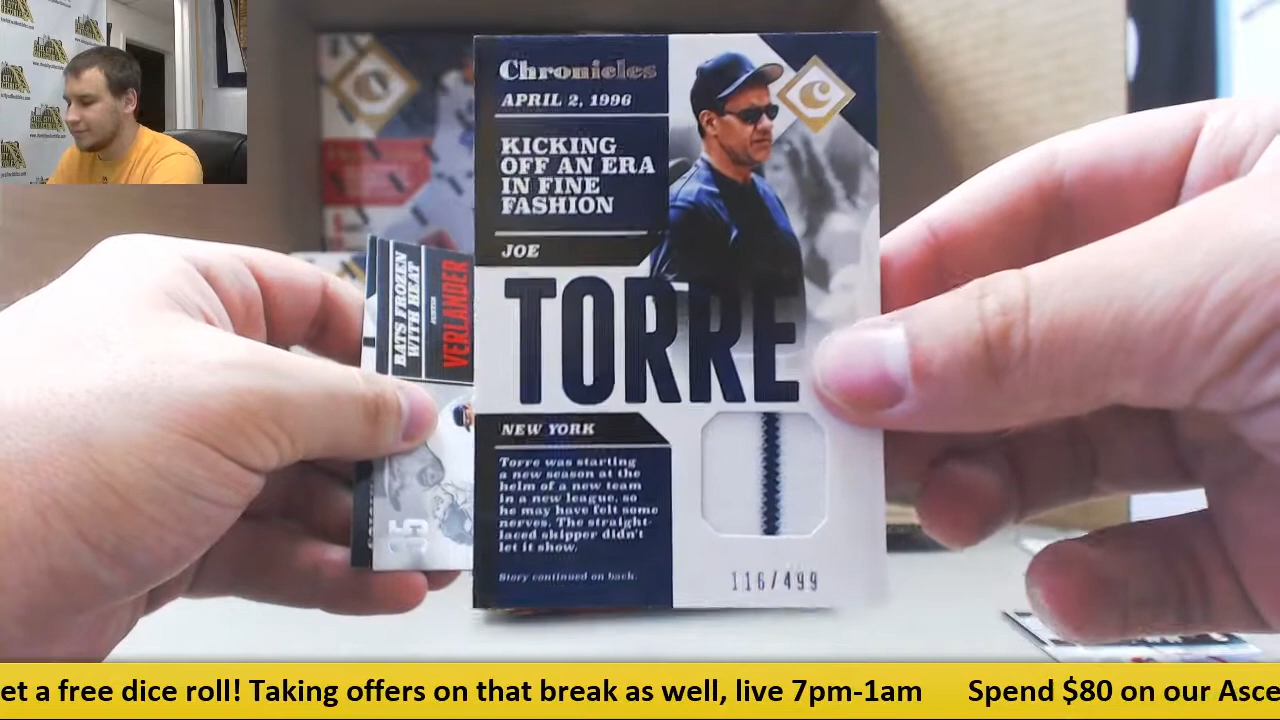 Chronicles
APRIL 2, 1996
KICKING
OFF AN ERA
IN FINE
FASHION
JOE
TORRE
NEW YORK
Torre was starting
a new season at the
helm of a new team
in a new league, so
he may have felt some
nerves. The straight-
laced skipper didn't
let it show.
Story continued on back.
116/499
BATS FROZEN
WITH HEAT
JUSTIN
VERLANDER
et a free dice roll! Taking offers on that break as well, live 7pm-1am Spend $80 on our Asce